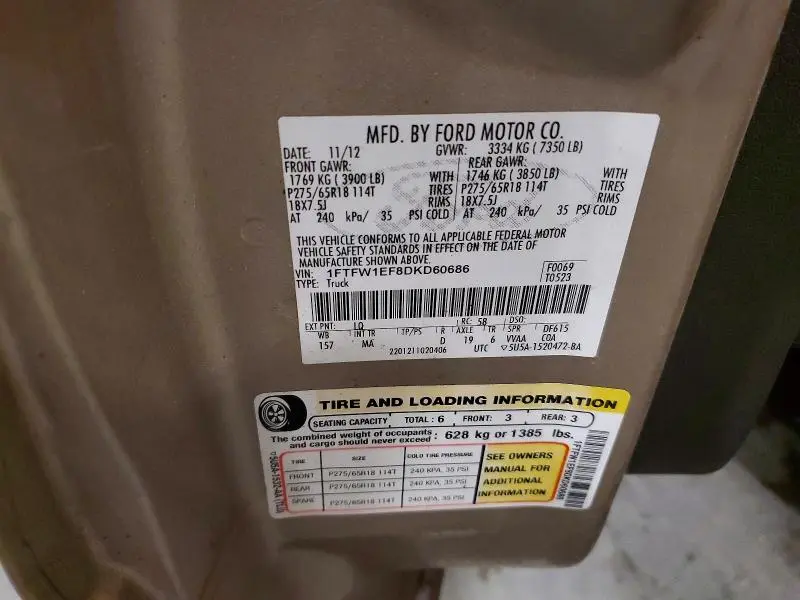 MFD. BY FORD MOTOR CO.
DATE: 11/12 GVWR: 3334 KG ( 7350 LB)
FRONT GAWR: REAR GAWR:
1769 KG ( 3900 LB) WITH 1746 KG ( 3850 LB) WITH
P275/65R18 114T TIRES P275/65R18 114T TIRES
18X7.5J RIMS 18X7.5J RIMS
AT 240 kPa/ 35 PSI COLD AT 240 kPa/ 35 PSI COLD
THIS VEHICLE CONFORMS TO ALL APPLICABLE FEDERAL MOTOR
VEHICLE SAFETY STANDARDS IN EFFECT ON THE DATE OF
MANUFACTURE SHOWN ABOVE.
VIN: 1FTFW1EF8DKD60686 F0069
TYPE: Truck T0523
EXT PNT: LQ RC: 58 DSO:
WB INT TR TP/PS R AXLE TR SPR DF615
157 MA D 19 6 VVAA COA
2201211020406 UTC ▽5U5A-1520472-BA
TIRE AND LOADING INFORMATION
SEATING CAPACITY TOTAL : 6 FRONT: 3 REAR: 3
The combined weight of occupants and cargo should never exceed : 628 kg or 1385 lbs.
TIRE SIZE COLD TIRE PRESSURE
FRONT P275/65R18 114T 240 KPA, 35 PSI
REAR P275/65R18 114T 240 KPA, 35 PSI
SPARE P275/65R18 114T 240 KPA, 35 PSI
SEE OWNERS
MANUAL FOR
ADDITIONAL
INFORMATION
1FTFW1EF8DKD60686